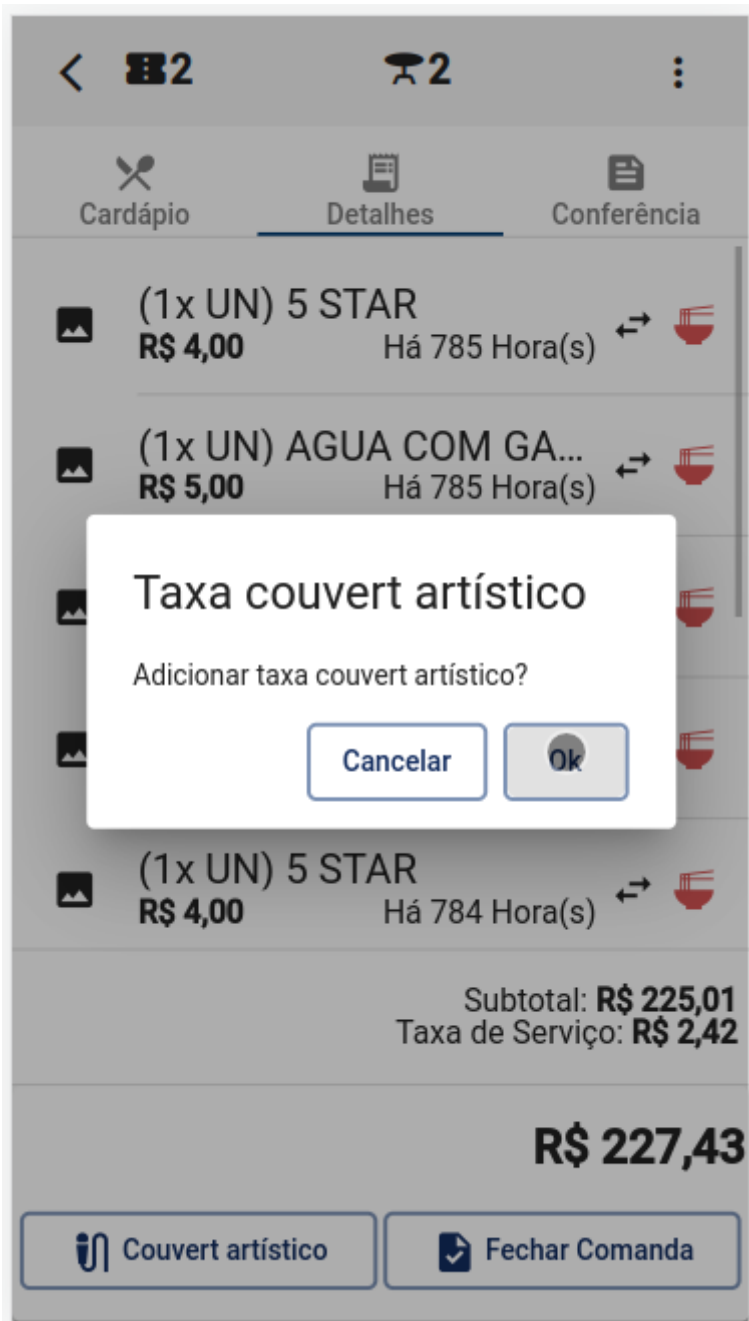 2 2
Cardápio Detalhes Conferência
(1x UN) 5 STAR
R$ 4,00 Há 785 Hora(s)
(1x UN) AGUA COM GA...
R$ 5,00 Há 785 Hora(s)
Taxa couvert artístico
Adicionar taxa couvert artístico?
Cancelar Ok
(1x UN) 5 STAR
R$ 4,00 Há 784 Hora(s)
Subtotal: R$ 225,01
Taxa de Serviço: R$ 2,42
R$ 227,43
Couvert artístico Fechar Comanda